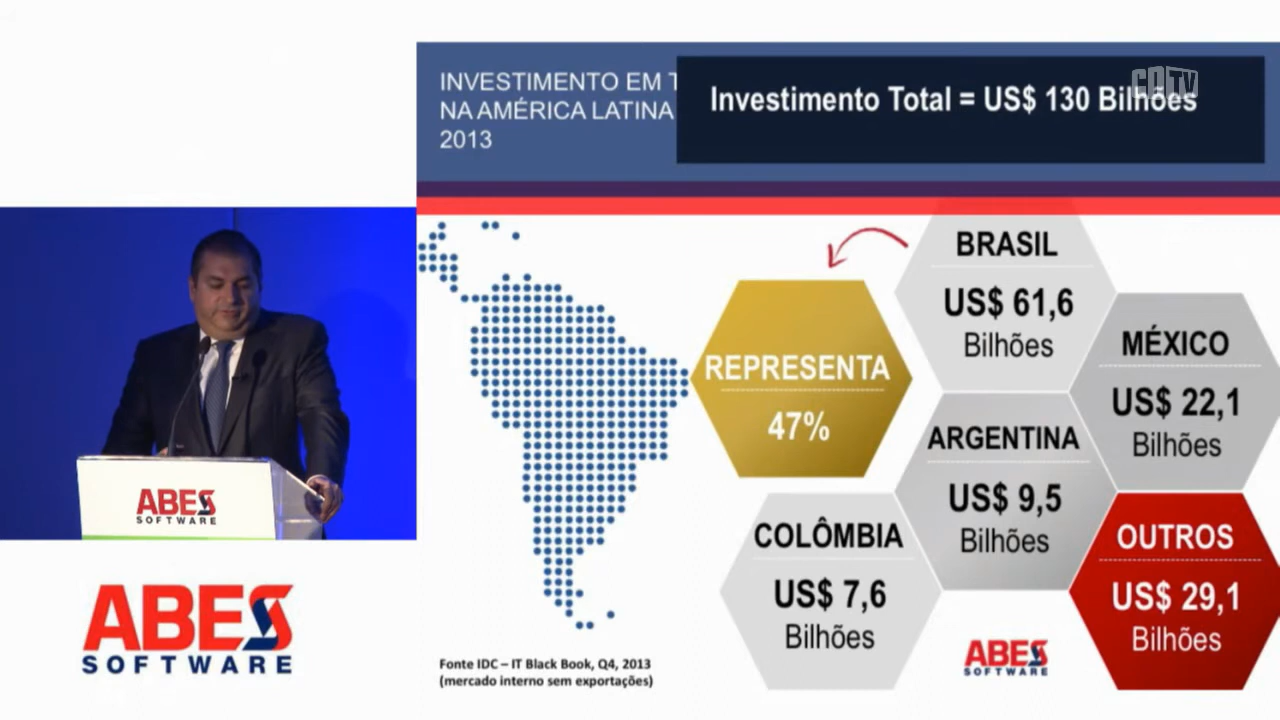 INVESTIMENTO EM T
NA AMÉRICA LATINA
2013
Investimento Total = US$ 130 Bilhões
CDTV
BRASIL
US$ 61,6
Bilhões
REPRESENTA
47%
MÉXICO
US$ 22,1
Bilhões
ARGENTINA
US$ 9,5
Bilhões
COLÔMBIA
US$ 7,6
Bilhões
OUTROS
US$ 29,1
Bilhões
Fonte IDC – IT Black Book, Q4, 2013
(mercado interno sem exportações)
ABES
SOFTWARE
ABES
SOFTWARE
ABES
SOFTWARE